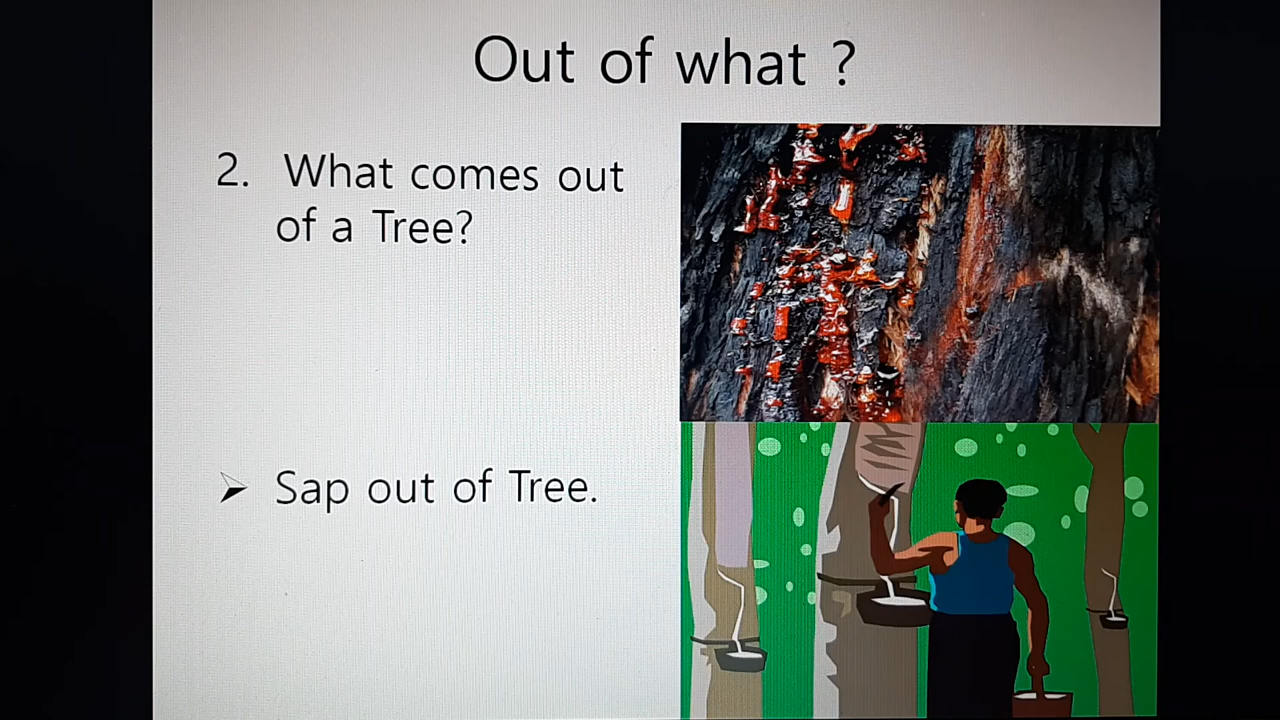 Out of what ?
2. What comes out
of a Tree?
➢ Sap out of Tree.